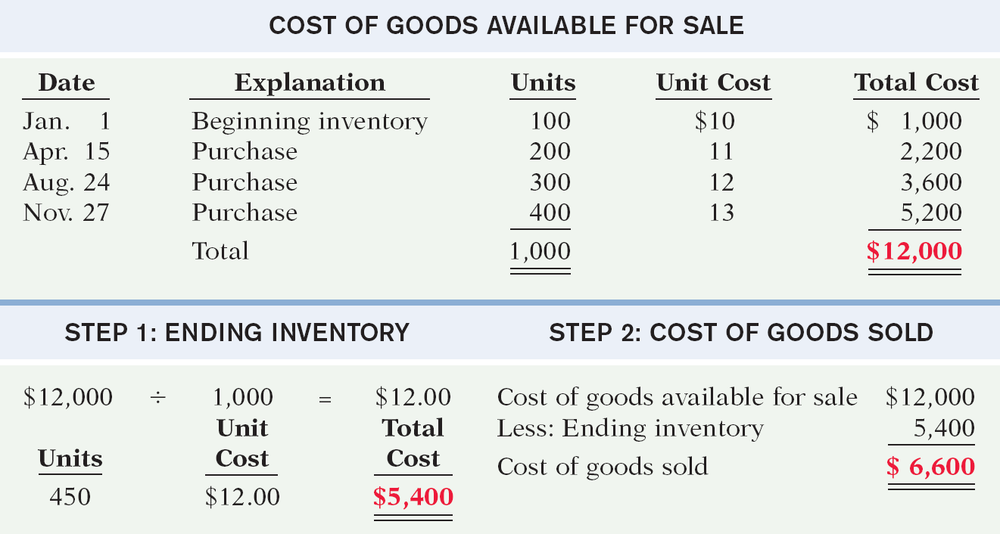 COST OF GOODS AVAILABLE FOR SALE
Date Explanation Units Unit Cost Total Cost
Jan. 1 Beginning inventory 100 $10 $ 1,000
Apr. 15 Purchase 200 11 2,200
Aug. 24 Purchase 300 12 3,600
Nov. 27 Purchase 400 13 5,200
Total 1,000 $12,000
STEP 1: ENDING INVENTORY
$12,000 ÷ 1,000 = $12.00
Unit Total
Units Cost Cost
450 $12.00 $5,400
STEP 2: COST OF GOODS SOLD
Cost of goods available for sale $12,000
Less: Ending inventory 5,400
Cost of goods sold $ 6,600